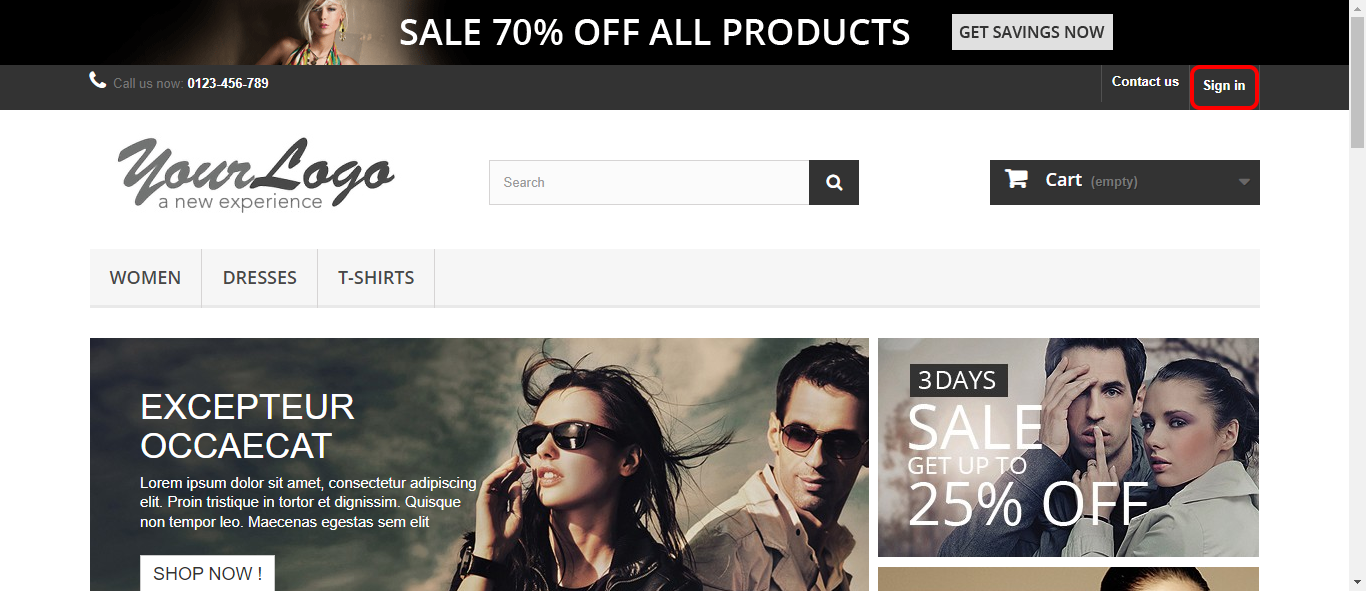 SALE 70% OFF ALL PRODUCTS
GET SAVINGS NOW
Call us now: 0123-456-789
Contact us
Sign in
YourLogo
a new experience
Search
Cart (empty)
WOMEN
DRESSES
T-SHIRTS
EXCEPTEUR
OCCAECAT
Lorem ipsum dolor sit amet, consectetur adipiscing
elit. Proin tristique in tortor et dignissim. Quisque
non tempor leo. Maecenas egestas sem elit
SHOP NOW !
3DAYS
SALE
GET UP TO
25% OFF